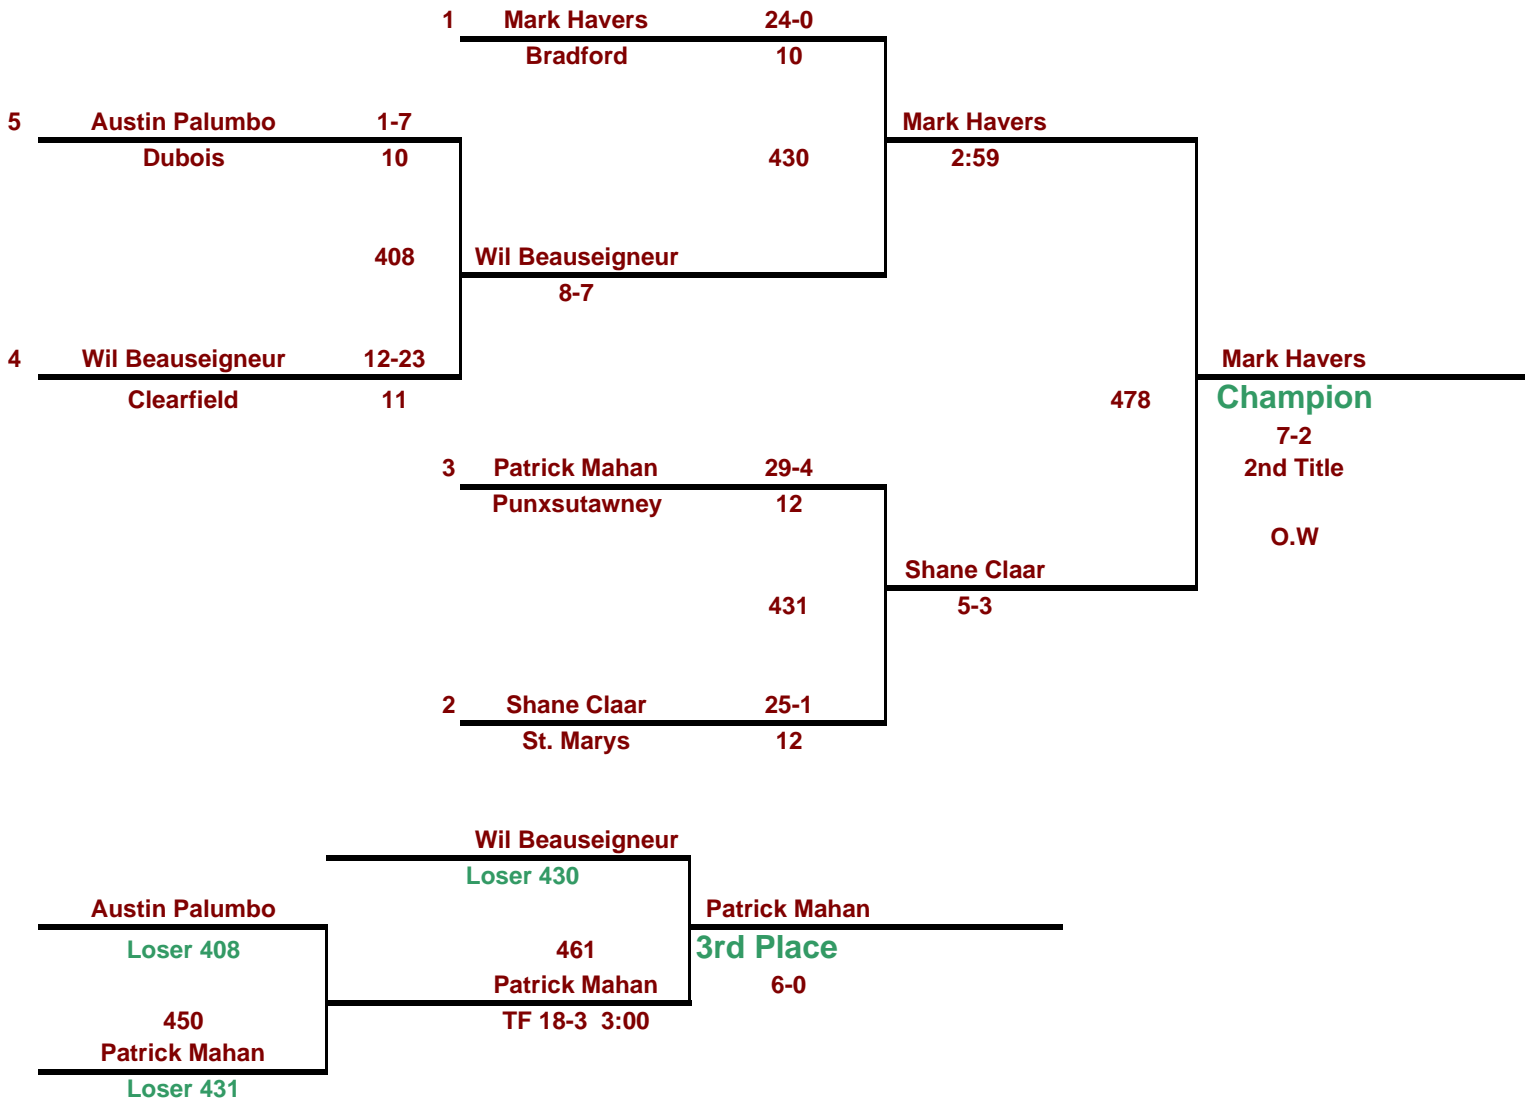 1 Mark Havers 24-0
Bradford 10
5 Austin Palumbo 1-7 Mark Havers
Dubois 10 430 2:59
408 Wil Beauseigneur
8-7
4 Wil Beauseigneur 12-23 Mark Havers
Clearfield 11 478 Champion
7-2
3 Patrick Mahan 29-4 2nd Title
Punxsutawney 12
O.W
Shane Claar
431 5-3
2 Shane Claar 25-1
St. Marys 12
Wil Beauseigneur
Loser 430
Austin Palumbo Patrick Mahan
Loser 408 461 3rd Place
Patrick Mahan 6-0
450 TF 18-3 3:00
Patrick Mahan
Loser 431